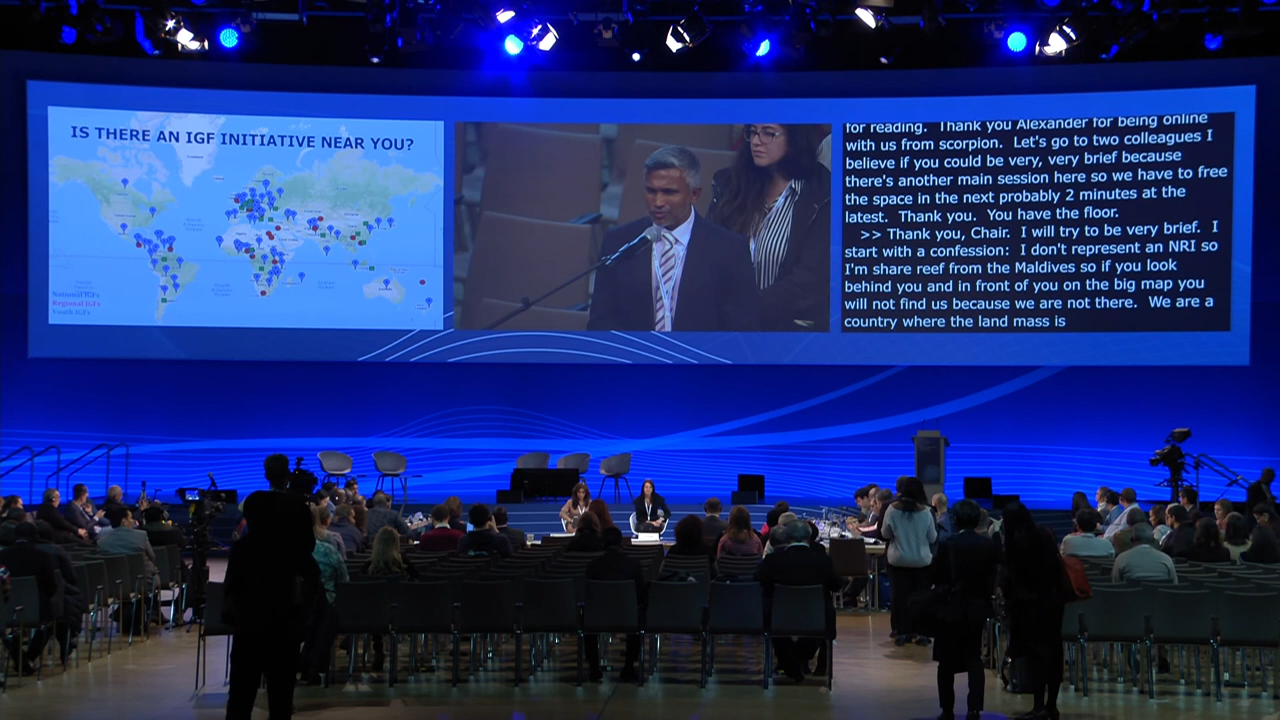 IS THERE AN IGF INITIATIVE NEAR YOU?
National IGFs
Regional IGFs
Youth IGFs
for reading. Thank you Alexander for being online
with us from scorpion. Let's go to two colleagues I
believe if you could be very, very brief because
there's another main session here so we have to free
the space in the next probably 2 minutes at the
latest. Thank you. You have the floor.
>> Thank you, Chair. I will try to be very brief. I
start with a confession: I don't represent an NRI so
I'm share reef from the Maldives so if you look
behind you and in front of you on the big map you
will not find us because we are not there. We are a
country where the land mass is